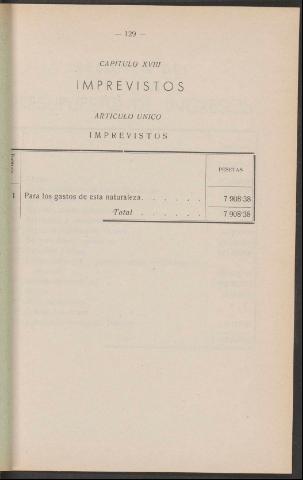 — 129 —
CAPITULO XVIII
IMPREVISTOS
ARTICULO UNICO
IMPREVISTOS
PESETAS
1 Para los gastos de esta naturaleza. . . . . . 7 908·38
Total . . . . . . 7 908·38